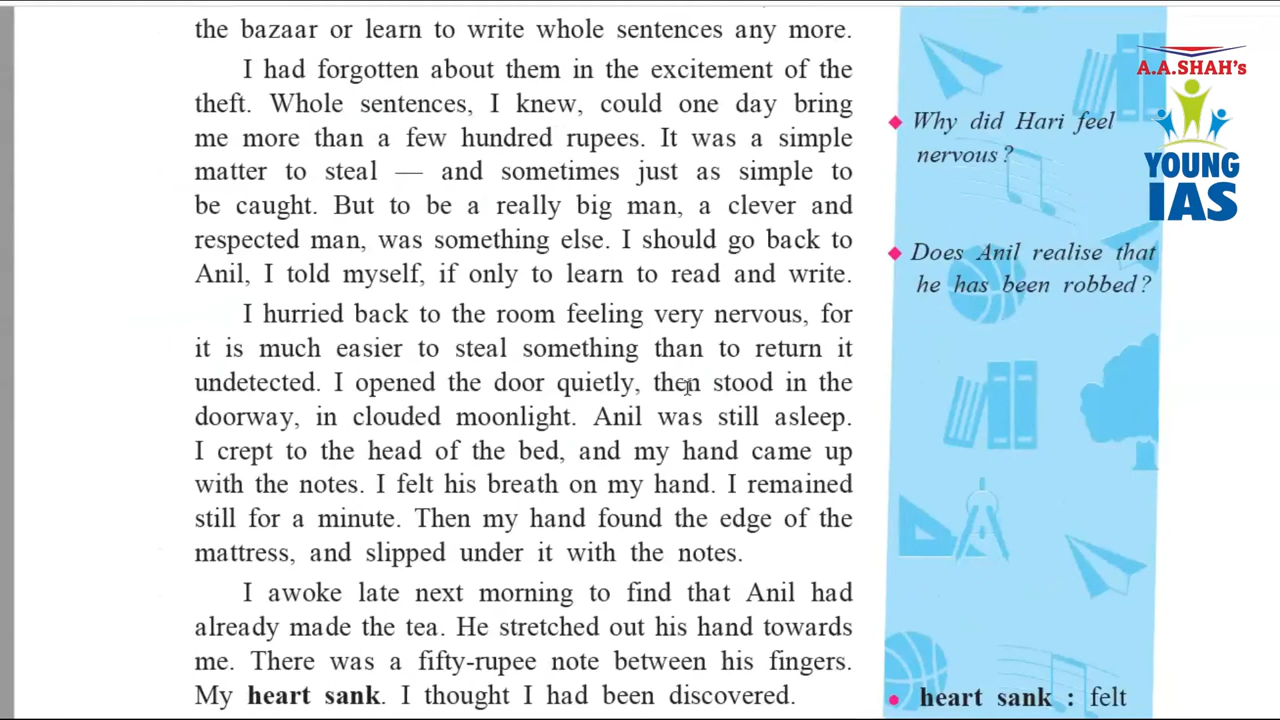 the bazaar or learn to write whole sentences any more.
I had forgotten about them in the excitement of the
theft. Whole sentences, I knew, could one day bring
me more than a few hundred rupees. It was a simple
matter to steal — and sometimes just as simple to
be caught. But to be a really big man, a clever and
respected man, was something else. I should go back to
Anil, I told myself, if only to learn to read and write.
I hurried back to the room feeling very nervous, for
it is much easier to steal something than to return it
undetected. I opened the door quietly, then stood in the
doorway, in clouded moonlight. Anil was still asleep.
I crept to the head of the bed, and my hand came up
with the notes. I felt his breath on my hand. I remained
still for a minute. Then my hand found the edge of the
mattress, and slipped under it with the notes.
I awoke late next morning to find that Anil had
already made the tea. He stretched out his hand towards
me. There was a fifty-rupee note between his fingers.
My heart sank. I thought I had been discovered.
A.A.SHAH's
YOUNG
IAS
◆ Why did Hari feel
nervous?
◆ Does Anil realise that
he has been robbed?
• heart sank : felt